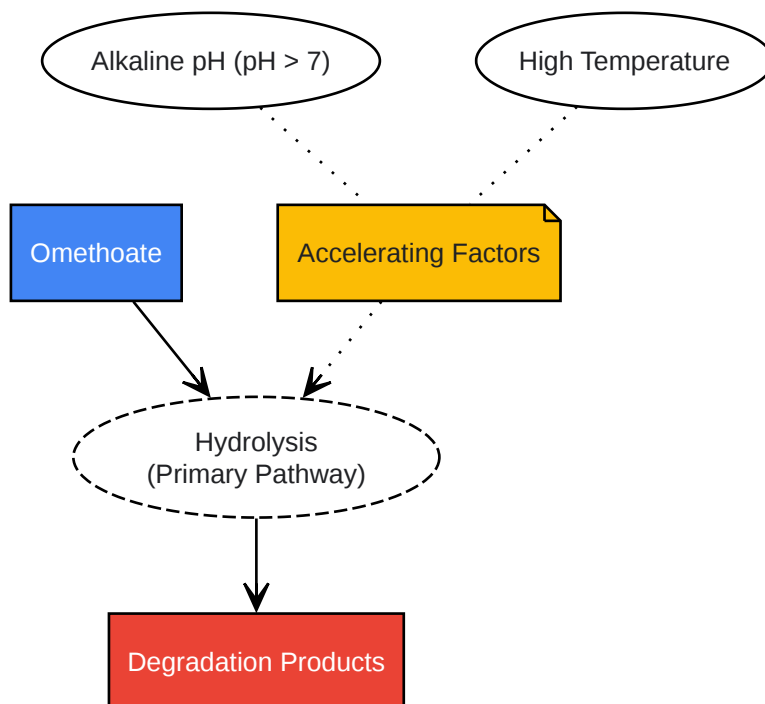 Alkaline pH (pH > 7)
High Temperature
Omethoate
Accelerating Factors
Hydrolysis
(Primary Pathway)
Degradation Products